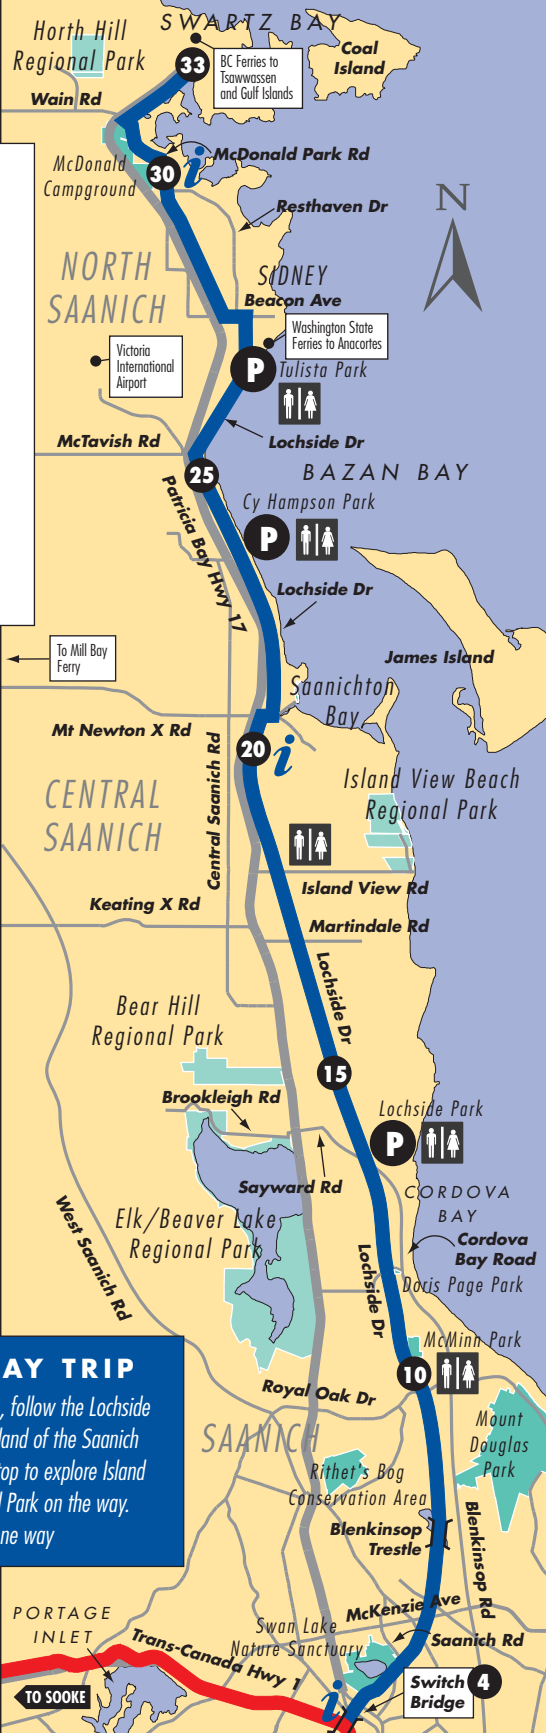 SWARTZ BAY
Horth Hill
Regional Park
Coal
Island
33
BC Ferries to
Tsawwassen
and Gulf Islands
Wain Rd
McDonald Park Rd
i
McDonald
Campground
30
Resthaven Dr
N
NORTH
SAANICH
SIDNEY
Beacon Ave
Washington State
Ferries to Anacortes
Victoria
International
Airport
P
Tulista Park
McTavish Rd
Lochside Dr
25
BAZAN BAY
Patricia Bay Hwy 17
Cy Hampson Park
P
Lochside Dr
To Mill Bay
Ferry
James Island
Saanichton
Bay
Mt Newton X Rd
20
i
Central Saanich Rd
CENTRAL
SAANICH
Island View Beach
Regional Park
Island View Rd
Keating X Rd
Martindale Rd
Lochside Dr
Bear Hill
Regional Park
15
Brookleigh Rd
Lochside Park
P
Sayward Rd
CORDOVA
BAY
Elk/Beaver Lake
Regional Park
West Saanich Rd
Cordova
Bay Road
Lochside Dr
Doris Page Park
AY TRIP
, follow the Lochside
land of the Saanich
top to explore Island
l Park on the way.
ne way
McMinn Park
10
Royal Oak Dr
SAANICH
Mount
Douglas
Park
Rithet's Bog
Conservation Area
Blenkinsop
Trestle
Blenkinsop Rd
McKenzie Ave
PORTAGE
INLET
Swan Lake
Nature Sanctuary
Saanich Rd
Trans-Canada Hwy 1
TO SOOKE
i
Switch
Bridge
4